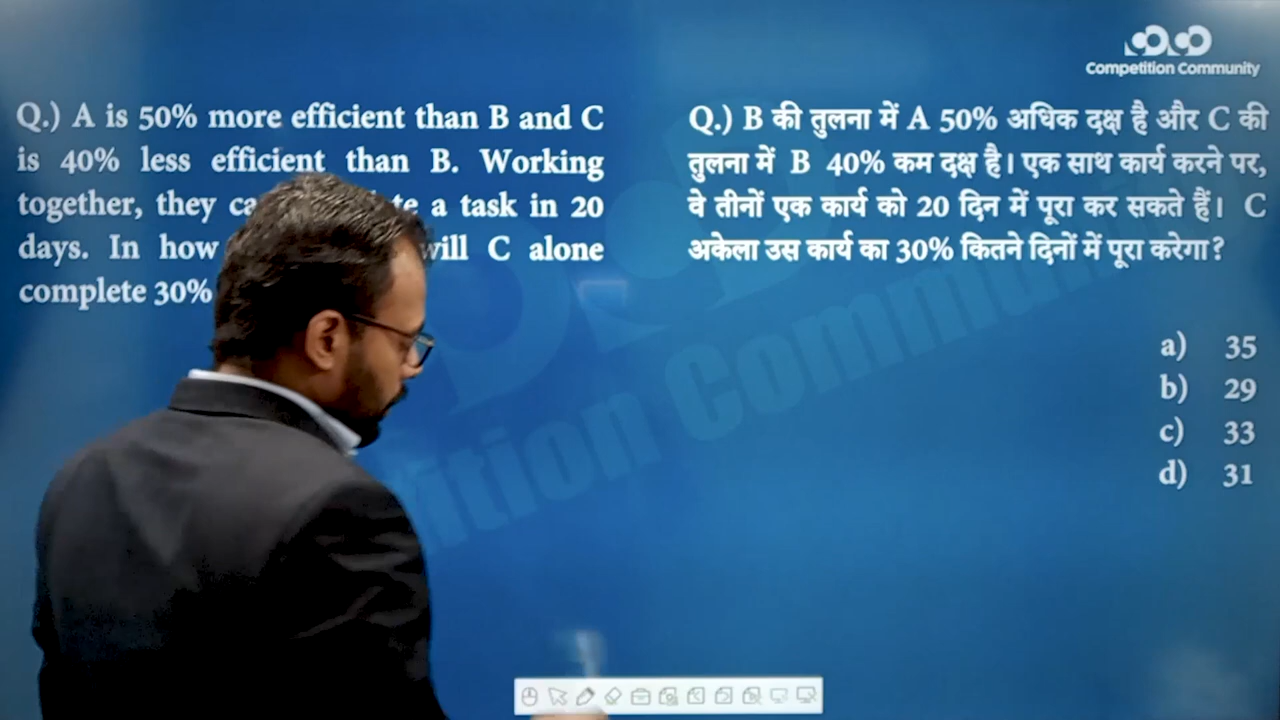 Competition Community
Q.) A is 50% more efficient than B and C
is 40% less efficient than B. Working
together, they a task in 20
days. In how will C alone
complete 30%
Q.) B की तुलना में A 50% अधिक दक्ष है और C की
तुलना में B 40% कम दक्ष है। एक साथ कार्य करने पर,
वे तीनों एक कार्य को 20 दिन में पूरा कर सकते हैं। C
अकेला उस कार्य का 30% कितने दिनों में पूरा करेगा?
a) 35
b) 29
c) 33
d) 31